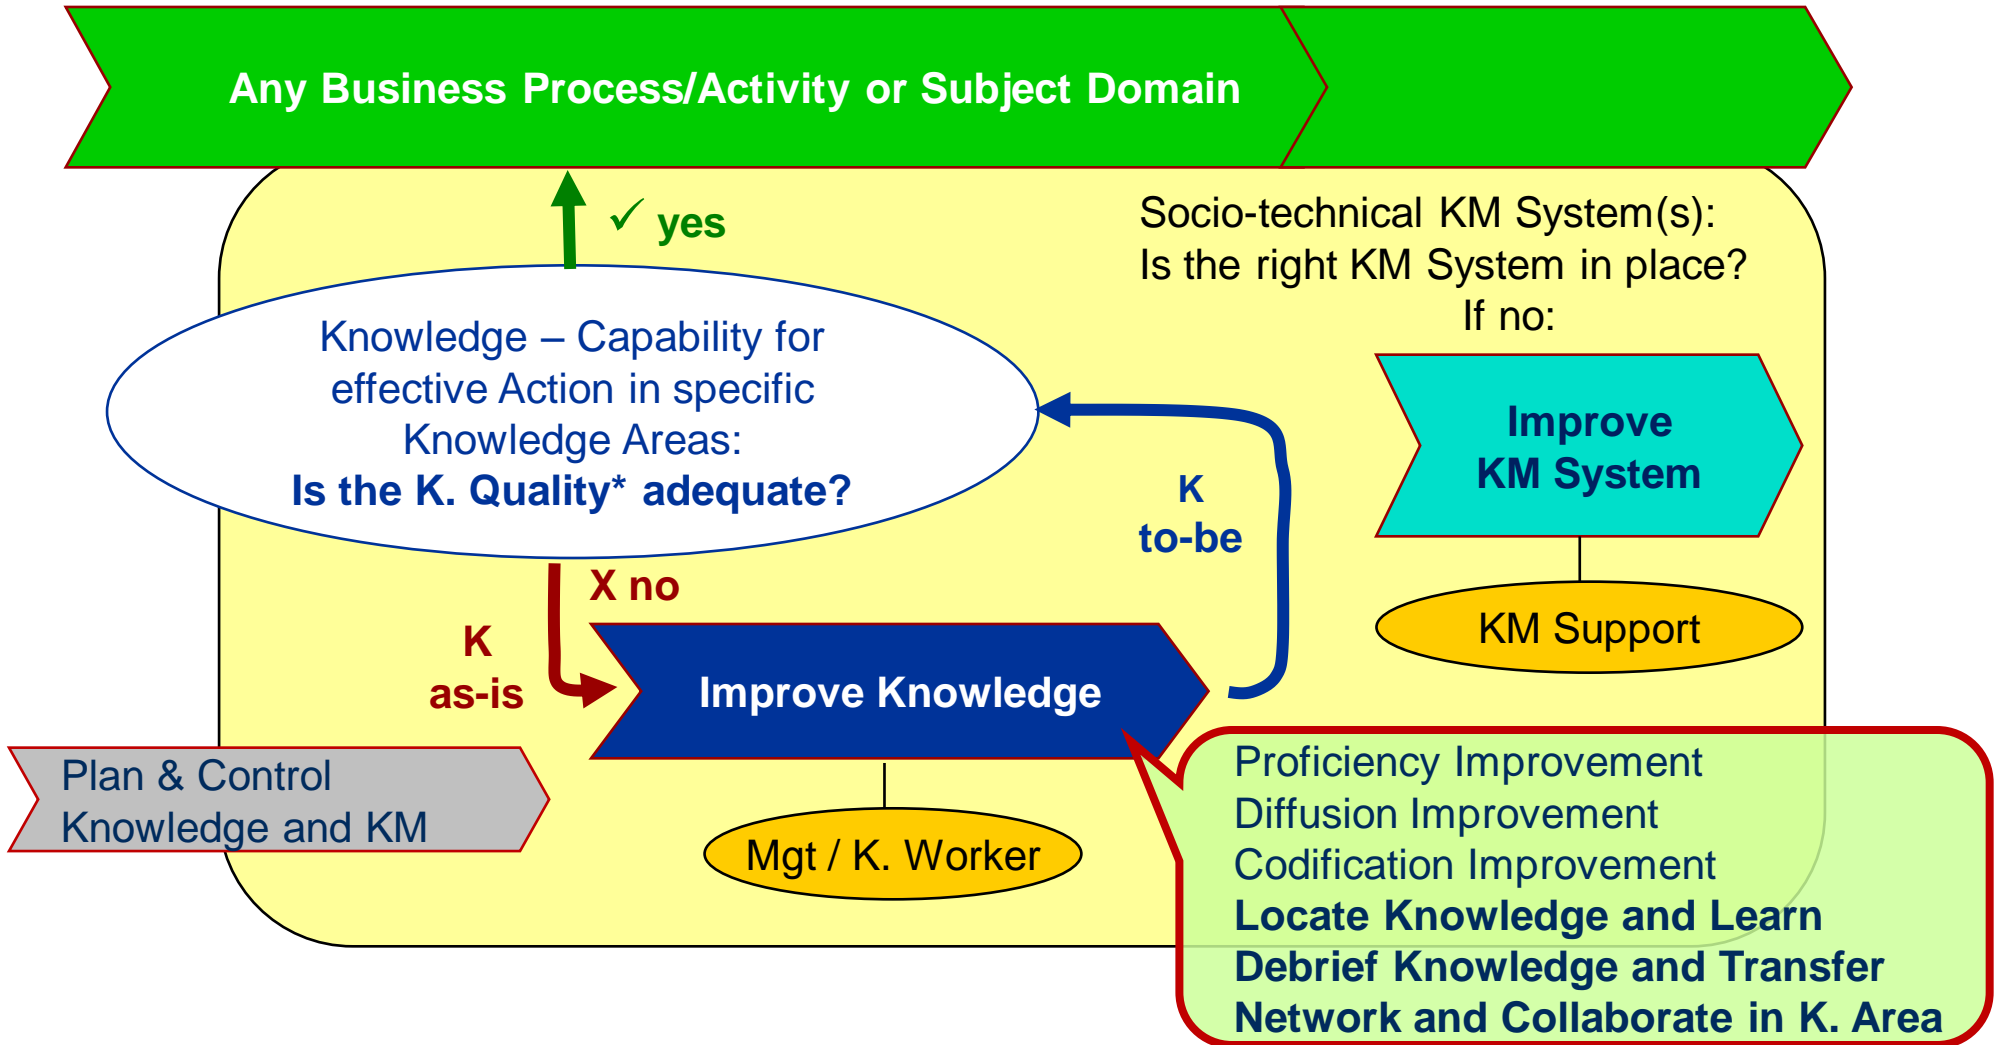 Any Business Process/Activity or Subject Domain
✓ yes
Socio-technical KM System(s):
Is the right KM System in place?
If no:
Knowledge – Capability for
effective Action in specific
Knowledge Areas:
Is the K. Quality* adequate?
Improve
KM System
K
to-be
X no
KM Support
K
as-is
Improve Knowledge
Plan & Control
Knowledge and KM
Mgt / K. Worker
Proficiency Improvement
Diffusion Improvement
Codification Improvement
Locate Knowledge and Learn
Debrief Knowledge and Transfer
Network and Collaborate in K. Area